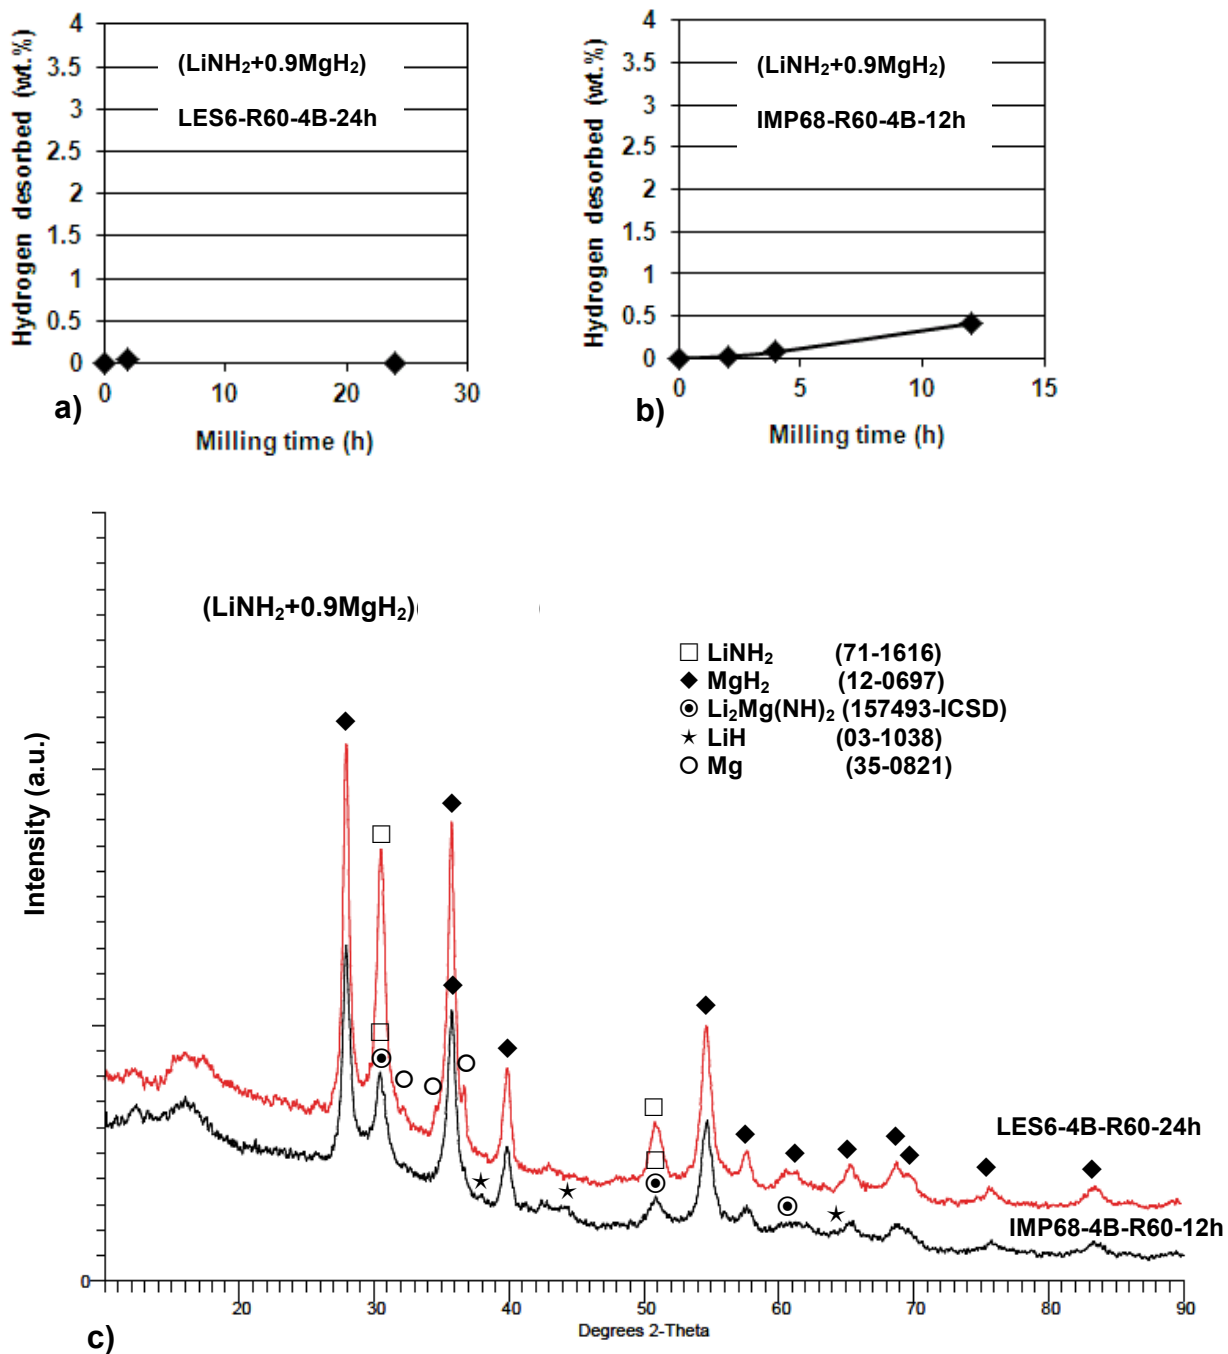 4
3.5
3
2.5
2
1.5
1
0.5
0
0
10
20
30
Hydrogen desorbed (wt.%)
(LiNH₂+0.9MgH₂)
LES6-R60-4B-24h
Milling time (h)
a)
4
3.5
3
2.5
2
1.5
1
0.5
0
0
5
10
15
Hydrogen desorbed (wt.%)
(LiNH₂+0.9MgH₂)
IMP68-R60-4B-12h
Milling time (h)
b)
(LiNH₂+0.9MgH₂)
LiNH₂ (71-1616)
MgH₂ (12-0697)
Li₂Mg(NH)₂ (157493-ICSD)
LiH (03-1038)
Mg (35-0821)
Intensity (a.u.)
LES6-4B-R60-24h
IMP68-4B-R60-12h
0
20
30
40
50
60
70
80
90
Degrees 2-Theta
c)